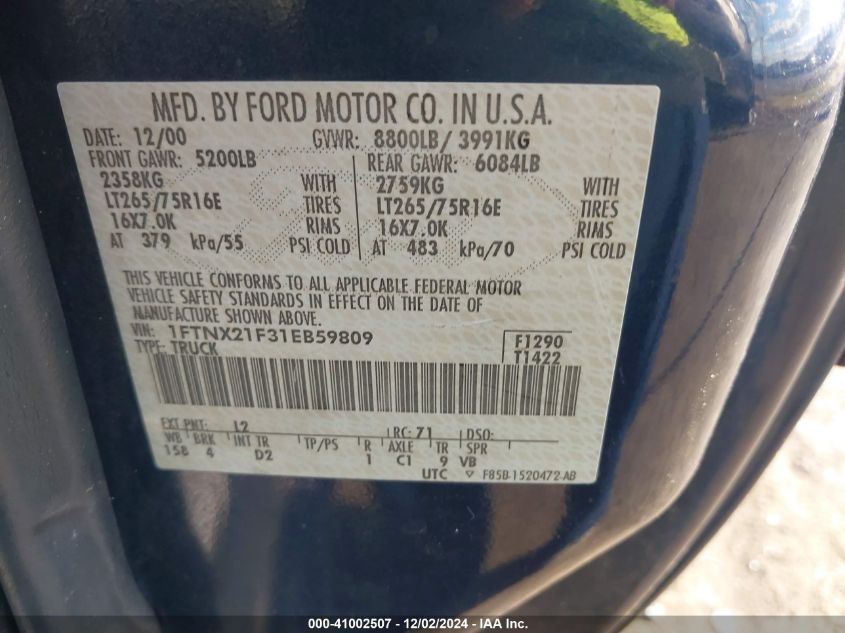 MFD. BY FORD MOTOR CO. IN U.S.A.
DATE: 12/00 GVWR: 8800LB/ 3991KG
FRONT GAWR: 5200LB REAR GAWR: 6084LB
2358KG WITH 2759KG WITH
LT265/75R16E TIRES LT265/75R16E TIRES
16X7.0K RIMS 16X7.0K RIMS
AT 379 kPa/55 PSI COLD AT 483 kPa/70 PSI COLD
THIS VEHICLE CONFORMS TO ALL APPLICABLE FEDERAL MOTOR
VEHICLE SAFETY STANDARDS IN EFFECT ON THE DATE OF
MANUFACTURE SHOWN ABOVE.
VIN: 1FTNX21F31EB59809 F1290
TYPE: TRUCK T1422
EXT PNT: L2 RC: 71 DSO:
WB BRK INT TR TP/PS R AXLE TR SPR
158 4 D2 1 C1 9 VB
UTC ▽ F85B-1520472-AB
000-41002507 - 12/02/2024 - IAA Inc.